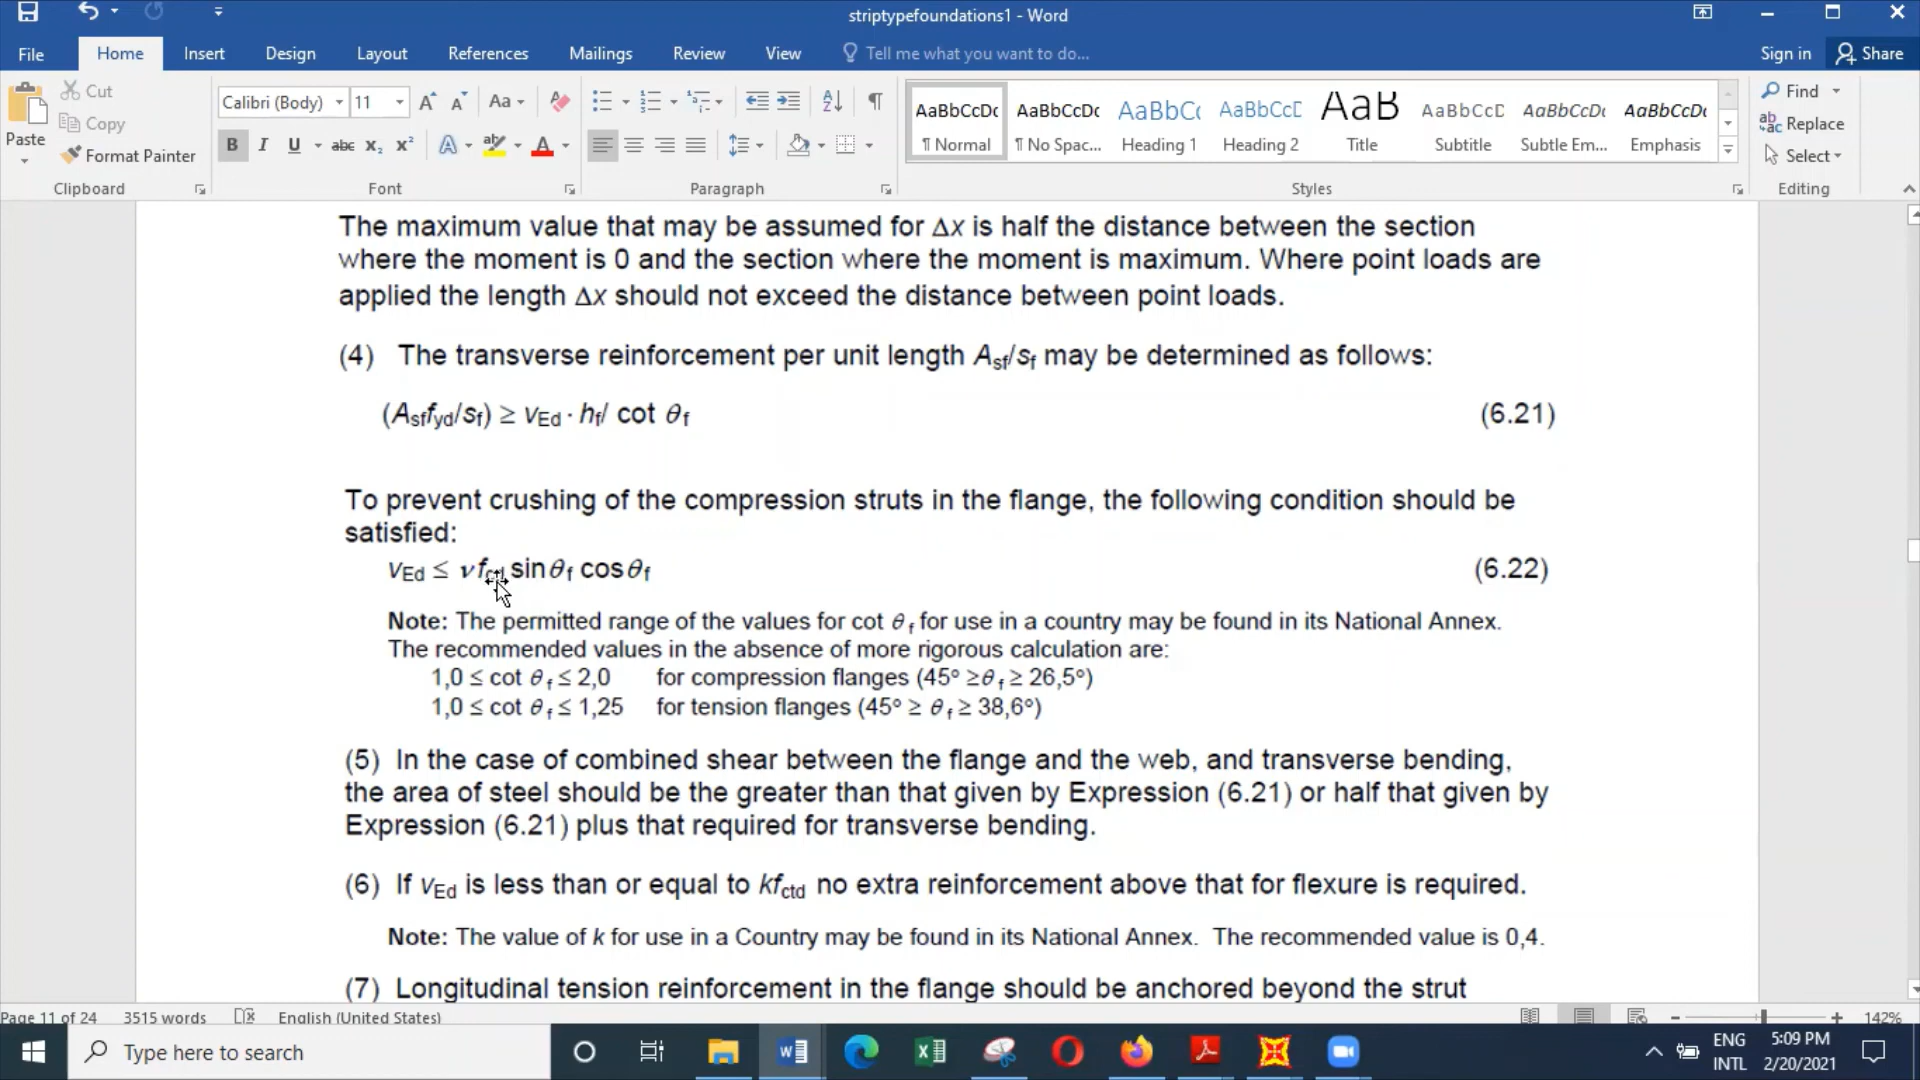 striptypefoundations1 - Word
File Home Insert Design Layout References Mailings Review View Tell me what you want to do... Sign in Share
Paste Cut Copy Format Painter
Calibri (Body) 11 Aa
B I U abc x₂ x² A ab A
AaBbCcDc AaBbCcDc AaBbCc AaBbCcD AaB AaBbCcD AaBbCcDc AaBbCcDc
¶ Normal ¶ No Spac... Heading 1 Heading 2 Title Subtitle Subtle Em... Emphasis
Find Replace Select
Clipboard Font Paragraph Styles Editing
The maximum value that may be assumed for Δx is half the distance between the section
where the moment is 0 and the section where the moment is maximum. Where point loads are
applied the length Δx should not exceed the distance between point loads.
(4) The transverse reinforcement per unit length Asf/sf may be determined as follows:
(Asffyd/sf) ≥ vEd · hf/ cot θf (6.21)
To prevent crushing of the compression struts in the flange, the following condition should be
satisfied:
vEd ≤ νfcd sinθf cosθf (6.22)
Note: The permitted range of the values for cot θf for use in a country may be found in its National Annex.
The recommended values in the absence of more rigorous calculation are:
1,0 ≤ cot θf ≤ 2,0 for compression flanges (45° ≥θf ≥ 26,5°)
1,0 ≤ cot θf ≤ 1,25 for tension flanges (45° ≥ θf ≥ 38,6°)
(5) In the case of combined shear between the flange and the web, and transverse bending,
the area of steel should be the greater than that given by Expression (6.21) or half that given by
Expression (6.21) plus that required for transverse bending.
(6) If vEd is less than or equal to kfctd no extra reinforcement above that for flexure is required.
Note: The value of k for use in a Country may be found in its National Annex. The recommended value is 0,4.
(7) Longitudinal tension reinforcement in the flange should be anchored beyond the strut
Page 11 of 24 3515 words English (United States) 142%
Type here to search
ENG 5:09 PM
INTL 2/20/2021